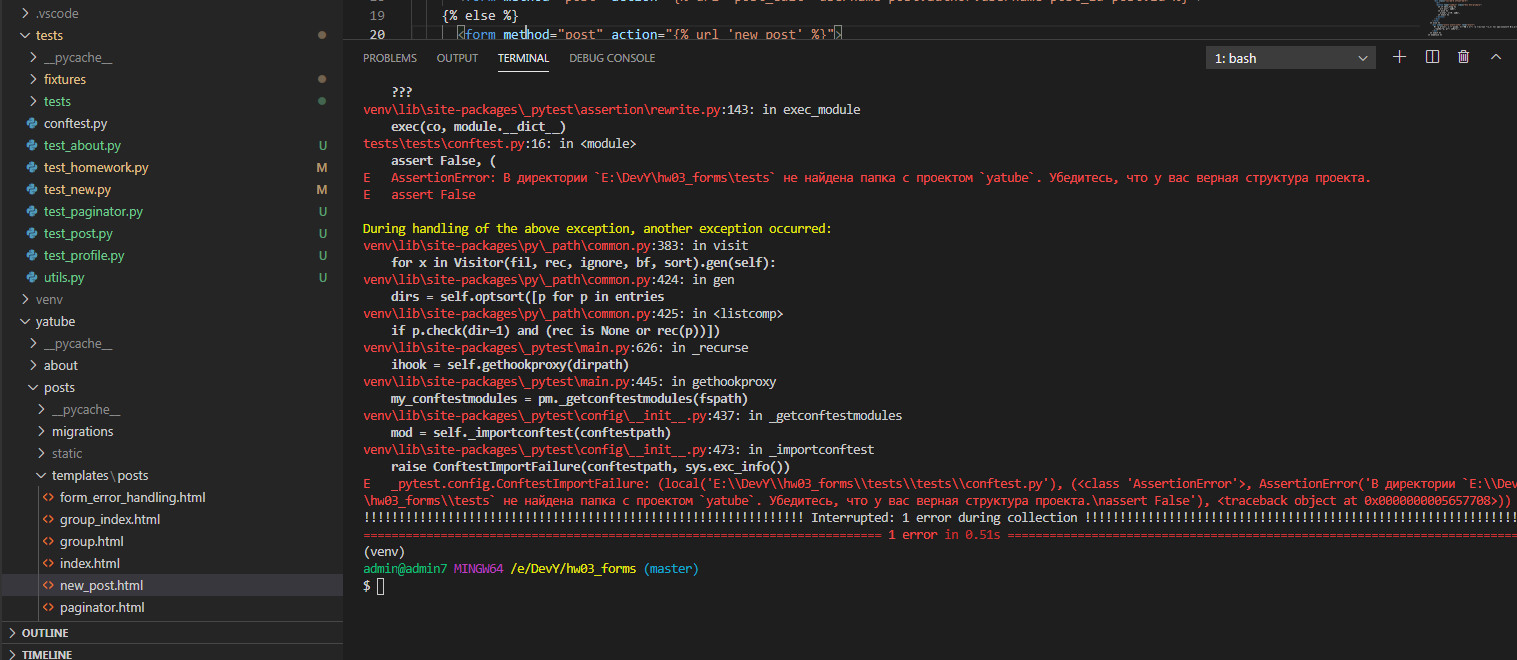 .vscode
tests
__pycache__
fixtures
tests
conftest.py
test_about.py U
test_homework.py M
test_new.py M
test_paginator.py U
test_post.py U
test_profile.py U
utils.py U
venv
yatube
__pycache__
about
posts
__pycache__
migrations
static
templates\posts
form_error_handling.html
group_index.html
group.html
index.html
new_post.html
paginator.html
OUTLINE
TIMELINE
19 {% else %}
20 <form method="post" action="{% url 'new_post' %}">
PROBLEMS OUTPUT TERMINAL DEBUG CONSOLE 1: bash
???
venv\lib\site-packages\_pytest\assertion\rewrite.py:143: in exec_module
exec(co, module.__dict__)
tests\tests\conftest.py:16: in <module>
assert False, (
E AssertionError: В директории `E:\DevY\hw03_forms\tests` не найдена папка с проектом `yatube`. Убедитесь, что у вас верная структура проекта.
E assert False
During handling of the above exception, another exception occurred:
venv\lib\site-packages\py\_path\common.py:383: in visit
for x in Visitor(fil, rec, ignore, bf, sort).gen(self):
venv\lib\site-packages\py\_path\common.py:424: in gen
dirs = self.optsort([p for p in entries
venv\lib\site-packages\py\_path\common.py:425: in <listcomp>
if p.check(dir=1) and (rec is None or rec(p))])
venv\lib\site-packages\_pytest\main.py:626: in _recurse
ihook = self.gethookproxy(dirpath)
venv\lib\site-packages\_pytest\main.py:445: in gethookproxy
my_conftestmodules = pm._getconftestmodules(fspath)
venv\lib\site-packages\_pytest\config\__init__.py:437: in _getconftestmodules
mod = self._importconftest(conftestpath)
venv\lib\site-packages\_pytest\config\__init__.py:473: in _importconftest
raise ConftestImportFailure(conftestpath, sys.exc_info())
E _pytest.config.ConftestImportFailure: (local('E:\\DevY\\hw03_forms\\tests\\tests\\conftest.py'), (<class 'AssertionError'>, AssertionError('В директории `E:\\Dev
\hw03_forms\\tests` не найдена папка с проектом `yatube`. Убедитесь, что у вас верная структура проекта.\nassert False'), <traceback object at 0x0000000005657708>))
!!!!!!!!!!!!!!!!!!!!!!!!!!!!!!!!!!!!!!!!!!!!!!!!!!!!!!!!!!!!!!! Interrupted: 1 error during collection !!!!!!!!!!!!!!!!!!!!!!!!!!!!!!!!!!!!!!!!!!!!!!!!!!!!!!!!!!!!!!
========================================================================== 1 error in 0.51s =========================================================================
(venv)
admin@admin7 MINGW64 /e/DevY/hw03_forms (master)
$